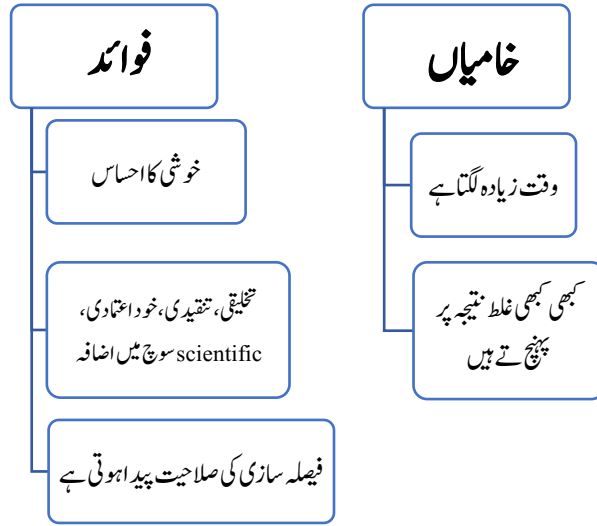 فوائد
خوشی کا احساس
تخلیقی، تنقیدی، خود اعتمادی،
scientific سوچ میں اضافہ
فیصلہ سازی کی صلاحیت پیدا ہوتی ہے
خامیاں
وقت زیادہ لگتا ہے
کبھی کبھی غلط نتیجہ پر
پہنچ تے ہیں